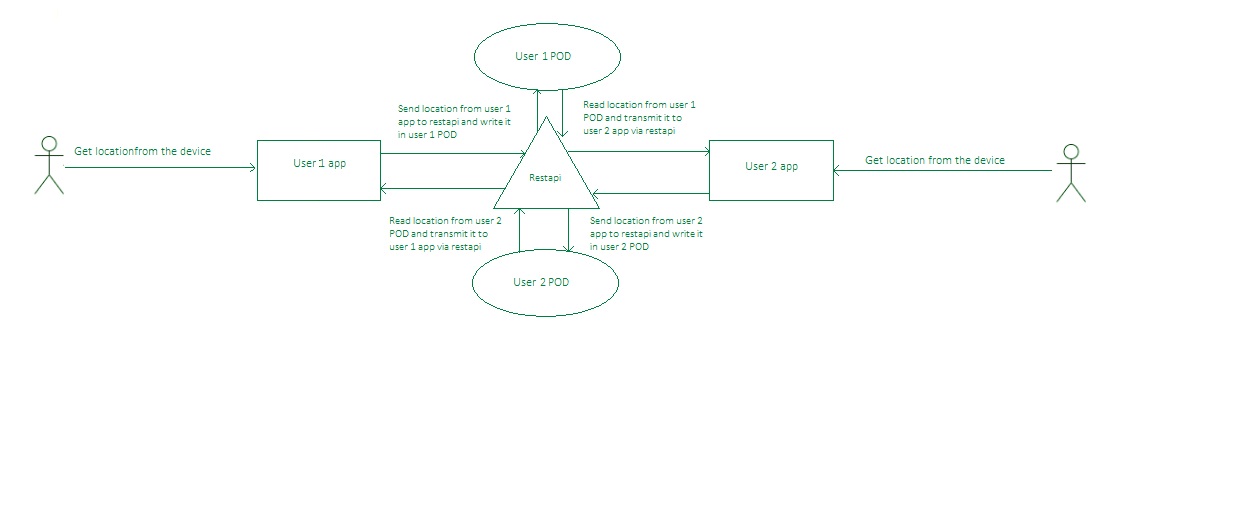 User 1 POD
Send location from user 1
app to restapi and write it
in user 1 POD
Read location from user 1
POD and transmit it to
user 2 app via restapi
Get locationfrom the device
User 1 app
Restapi
User 2 app
Get location from the device
Read location from user 2
POD and transmit it to
user 1 app via restapi
Send location from user 2
app to restapi and write it
in user 2 POD
User 2 POD